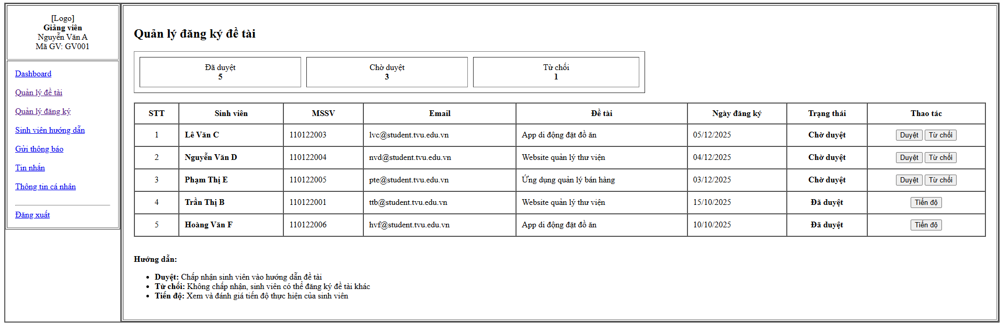 [Logo]
Giảng viên
Nguyễn Văn A
Mã GV: GV001
Dashboard
Quản lý đề tài
Quản lý đăng ký
Sinh viên hướng dẫn
Gửi thông báo
Tin nhắn
Thông tin cá nhân
Đăng xuất
Quản lý đăng ký đề tài
Đã duyệt
5
Chờ duyệt
3
Từ chối
1
STT Sinh viên MSSV Email Đề tài Ngày đăng ký Trạng thái Thao tác
1 Lê Văn C 110122003 lvc@student.tvu.edu.vn App di động đặt đồ ăn 05/12/2025 Chờ duyệt Duyệt Từ chối
2 Nguyễn Văn D 110122004 nvd@student.tvu.edu.vn Website quản lý thư viện 04/12/2025 Chờ duyệt Duyệt Từ chối
3 Phạm Thị E 110122005 pte@student.tvu.edu.vn Ứng dụng quản lý bán hàng 03/12/2025 Chờ duyệt Duyệt Từ chối
4 Trần Thị B 110122001 ttb@student.tvu.edu.vn Website quản lý thư viện 15/10/2025 Đã duyệt Tiến độ
5 Hoàng Văn F 110122006 hvf@student.tvu.edu.vn App di động đặt đồ ăn 10/10/2025 Đã duyệt Tiến độ
Hướng dẫn:
• Duyệt: Chấp nhận sinh viên vào hướng dẫn đề tài
• Từ chối: Không chấp nhận, sinh viên có thể đăng ký đề tài khác
• Tiến độ: Xem và đánh giá tiến độ thực hiện của sinh viên